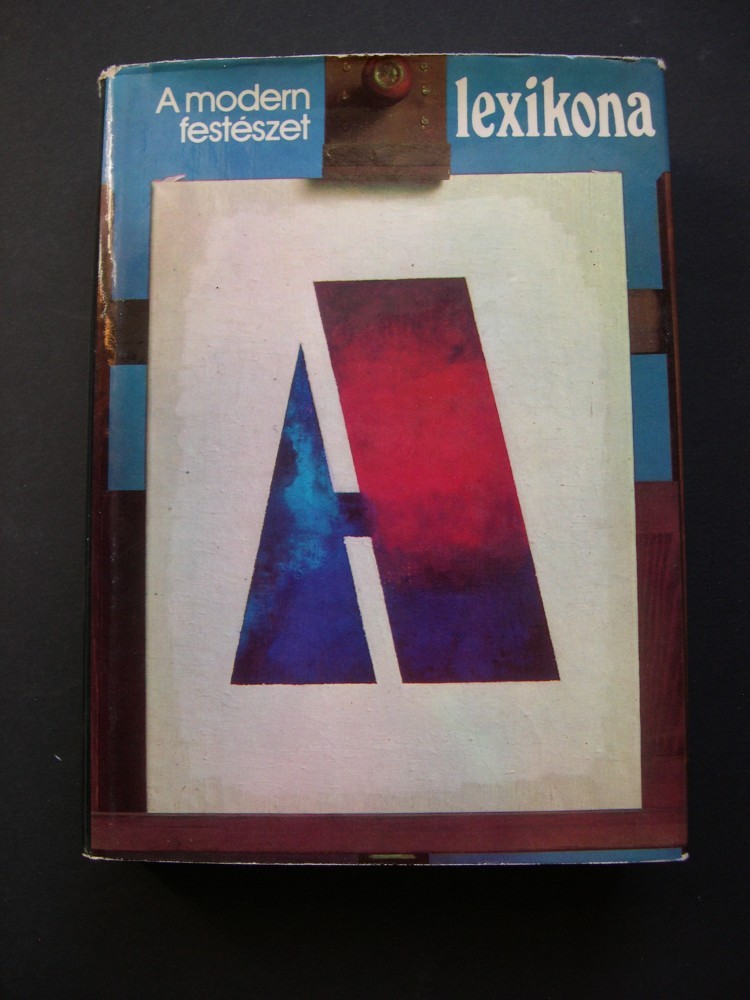 A modern
festészet
lexikona
A